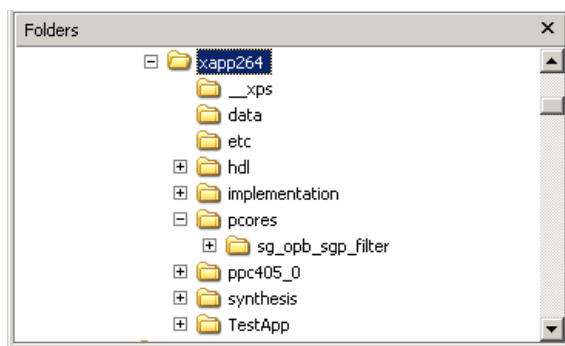 Folders
xapp264
__xps
data
etc
hdl
implementation
pcores
sg_opb_sgp_filter
ppc405_0
synthesis
TestApp